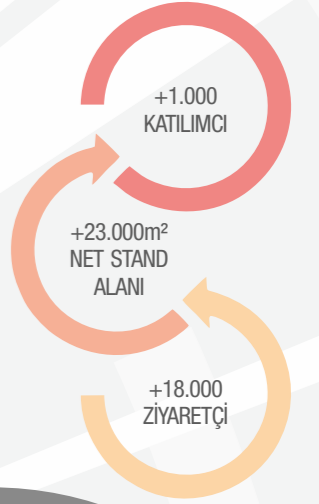 +1.000
KATILIMCI
+23.000m²
NET STAND
ALANI
+18.000
ZİYARETÇİ